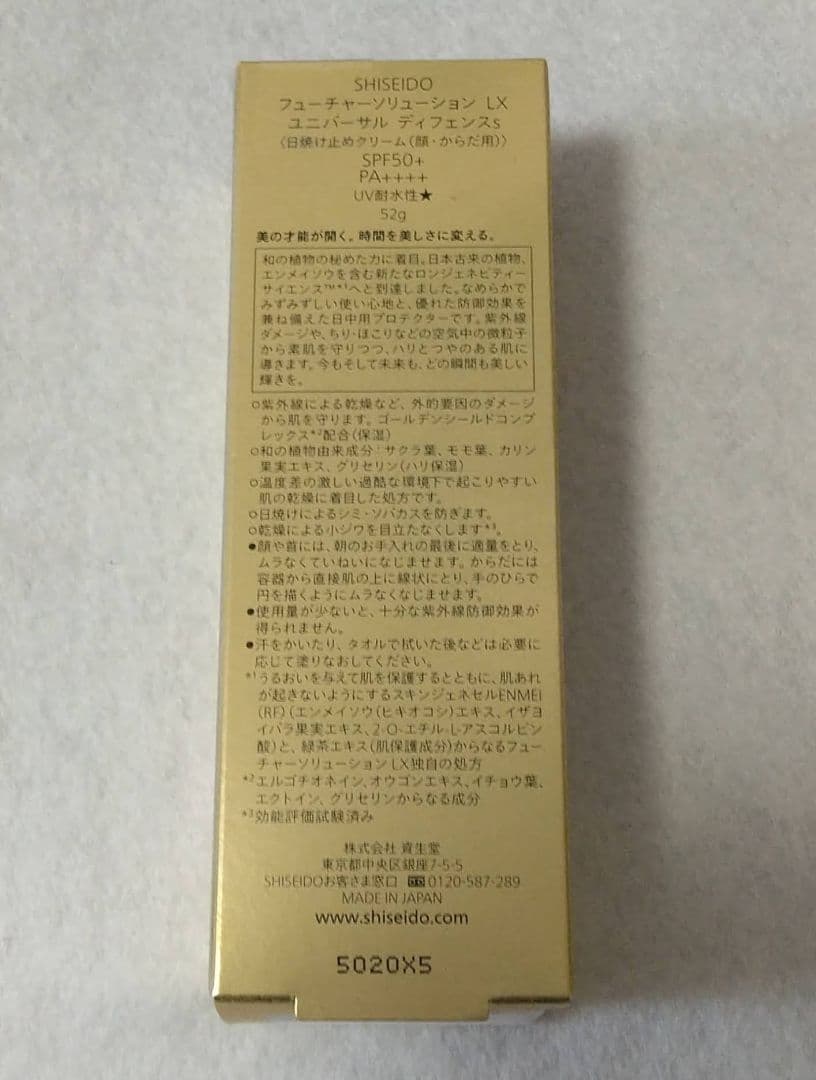 SHISEIDO
フューチャーソリューション LX
ユニバーサル ディフェンスs
〈日焼け止めクリーム（顔・からだ用）〉
SPF50+
PA++++
UV耐水性★
52g
美の才能が開く。時間を美しさに変える。
和の植物の秘めた力に着目。日本古来の植物、
エンメイソウを含む新たなロンジェネビティー
サイエンス™*1へと到達しました。なめらかで
みずみずしい使い心地と、優れた防御効果を
兼ね備えた日中用プロテクターです。紫外線
ダメージや、ちり・ほこりなどの空気中の微粒子
から素肌を守りつつ、ハリとつやのある肌に
導きます。今もそして未来も、どの瞬間も美しい
輝きを。
○紫外線による乾燥など、外的要因のダメージ
から肌を守ります。ゴールデンシールドコンプ
レックス*2配合（保湿）
○和の植物由来成分：サクラ葉、モモ葉、カリン
果実エキス、グリセリン（ハリ保湿）
○温度差の激しい過酷な環境下で起こりやすい
肌の乾燥に着目した処方です。
○日焼けによるシミ・ソバカスを防ぎます。
○乾燥による小ジワを目立たなくします*3。
●顔や首には、朝のお手入れの最後に適量をとり、
ムラなくていねいになじませます。からだには
容器から直接肌の上に線状にとり、手のひらで
円を描くようにムラなくなじませます。
●使用量が少ないと、十分な紫外線防御効果が
得られません。
●汗をかいたり、タオルで拭いた後などは必要に
応じて塗りなおしてください。
*1うるおいを与えて肌を保護するとともに、肌あれ
が起きないようにするスキンジェネセルENMEI
（RF）（エンメイソウ（ヒキオコシ）エキス、イザヨ
イバラ果実エキス、2-O-エチル-L-アスコルビン
酸）と、緑茶エキス（肌保護成分）からなるフュー
チャーソリューション LX独自の処方
*2エルゴチオネイン、オウゴンエキス、イチョウ葉、
エクトイン、グリセリンからなる成分
*3効能評価試験済み
株式会社 資生堂
東京都中央区銀座7-5-5
SHISEIDOお客さま窓口 0120-587-289
MADE IN JAPAN
www.shiseido.com
5020X5